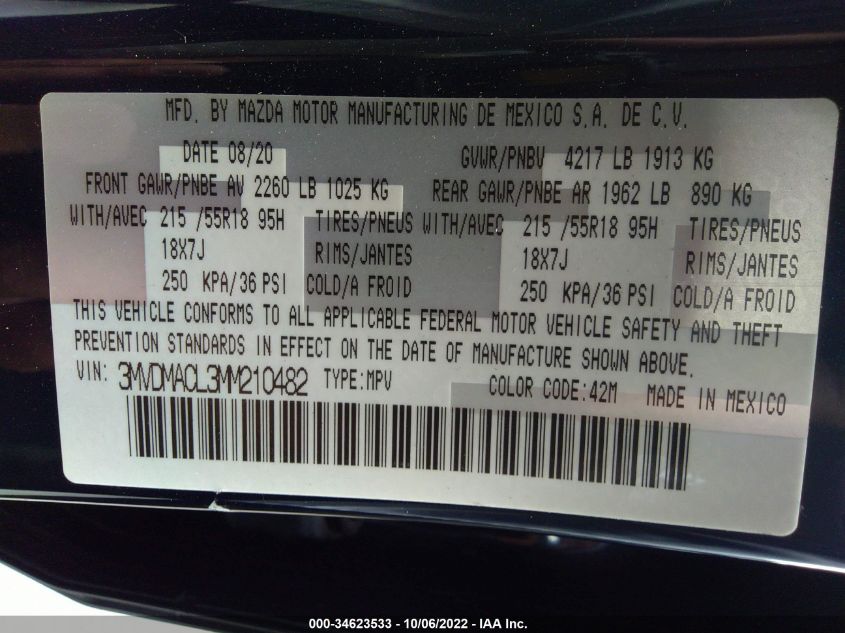 MFD. BY MAZDA MOTOR MANUFACTURING DE MEXICO S.A. DE C.V.
DATE 08/20 GVWR/PNBV 4217 LB 1913 KG
FRONT GAWR/PNBE AV 2260 LB 1025 KG REAR GAWR/PNBE AR 1962 LB 890 KG
WITH/AVEC 215 /55R18 95H TIRES/PNEUS WITH/AVEC 215 /55R18 95H TIRES/PNEUS
18X7J RIMS/JANTES 18X7J RIMS/JANTES
250 KPA/36 PSI COLD/A FROID 250 KPA/36 PSI COLD/A FROID
THIS VEHICLE CONFORMS TO ALL APPLICABLE FEDERAL MOTOR VEHICLE SAFETY AND THEFT
PREVENTION STANDARDS IN EFFECT ON THE DATE OF MANUFACTURE SHOWN ABOVE.
VIN: 3MVDMACL3MM210482 TYPE:MPV COLOR CODE:42M MADE IN MEXICO
000-34623533 - 10/06/2022 - IAA Inc.